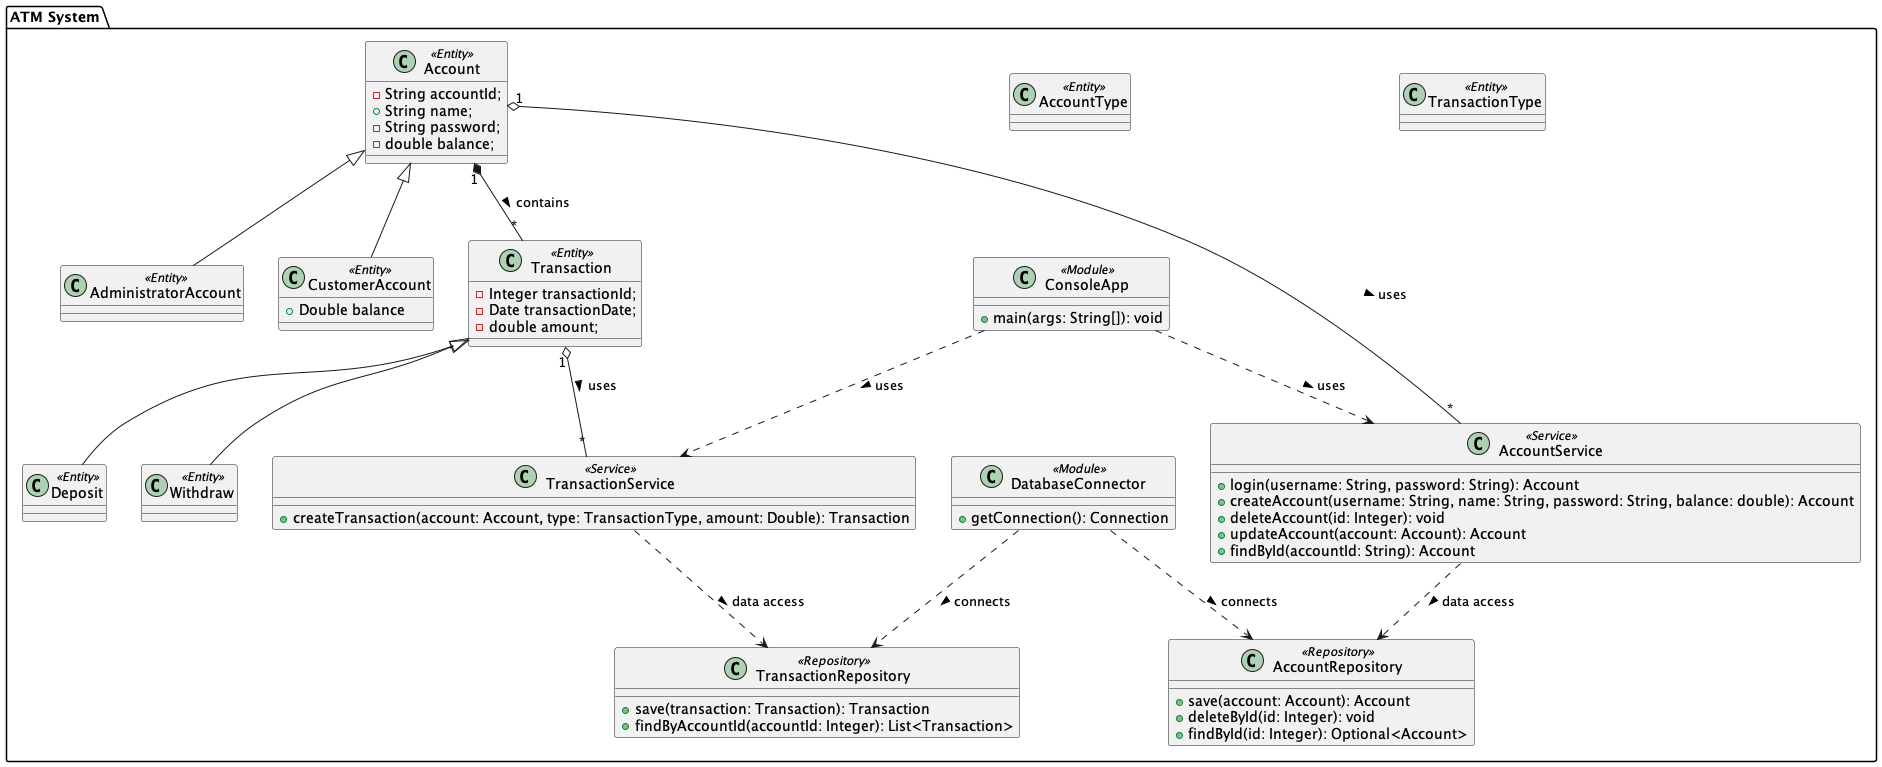 ATM System
«Entity»
Account
String accountId;
String name;
String password;
double balance;
«Entity»
AccountType
«Entity»
TransactionType
1
1
contains
*
«Entity»
AdministratorAccount
«Entity»
CustomerAccount
Double balance
«Entity»
Transaction
Integer transactionId;
Date transactionDate;
double amount;
«Module»
ConsoleApp
main(args: String[]): void
uses
1
uses
uses
uses
*
*
«Entity»
Deposit
«Entity»
Withdraw
«Service»
TransactionService
createTransaction(account: Account, type: TransactionType, amount: Double): Transaction
«Module»
DatabaseConnector
getConnection(): Connection
«Service»
AccountService
login(username: String, password: String): Account
createAccount(username: String, name: String, password: String, balance: double): Account
deleteAccount(id: Integer): void
updateAccount(account: Account): Account
findById(accountId: String): Account
data access
connects
connects
data access
«Repository»
TransactionRepository
save(transaction: Transaction): Transaction
findByAccountId(accountId: Integer): List<Transaction>
«Repository»
AccountRepository
save(account: Account): Account
deleteById(id: Integer): void
findById(id: Integer): Optional<Account>